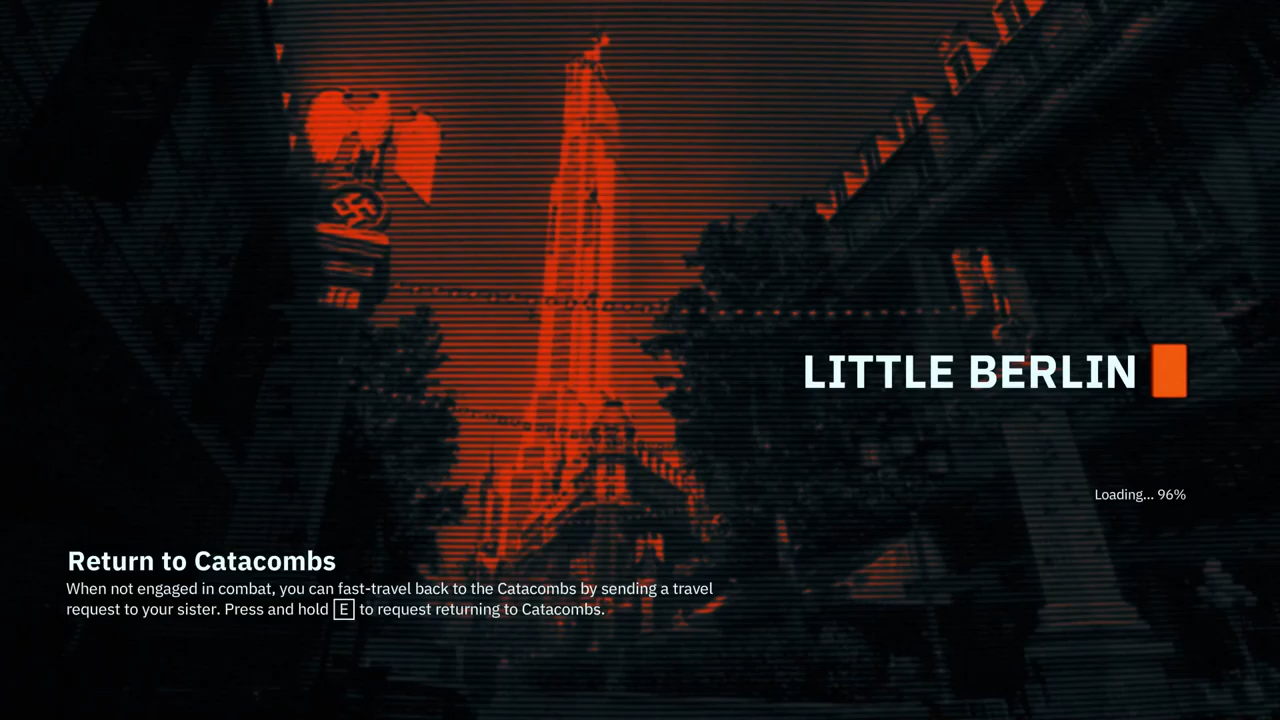 LITTLE BERLIN
Loading... 96%
Return to Catacombs
When not engaged in combat, you can fast-travel back to the Catacombs by sending a travel
request to your sister. Press and hold E to request returning to Catacombs.